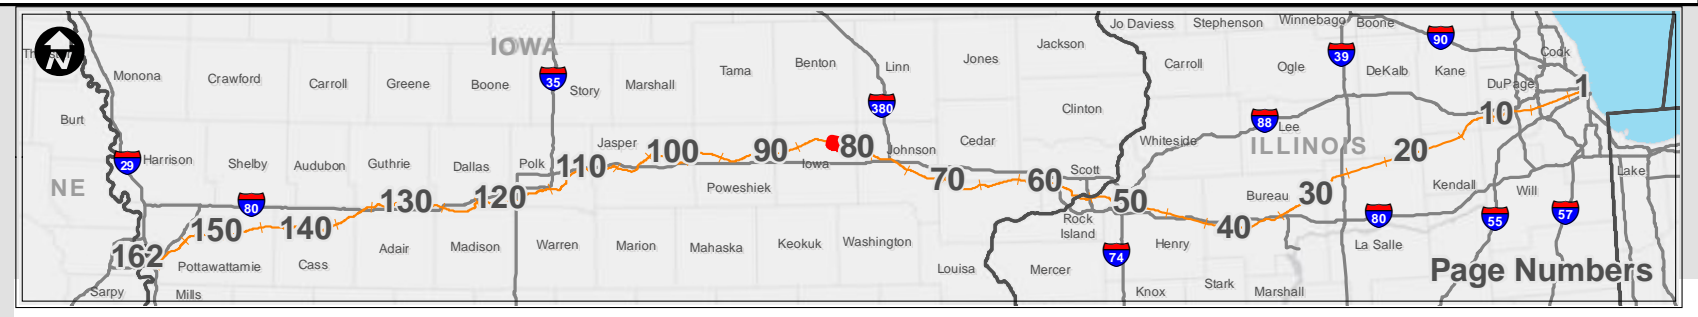 Jo Daviess Stephenson Winnebago Boone
IOWA
Jackson
90
39
Cook
N
Monona Crawford Carroll Greene Boone 35 Story Marshall Tama Benton Linn Jones Carroll Ogle DeKalb Kane
DuPage 1
380
Clinton
10
Burt
88 Lee
Whiteside
ILLINOIS
Jasper
100 90 80 Johnson Cedar
20
29 Harrison Shelby Audubon Guthrie Dallas Polk 110 Iowa
Scott
Lake
NE
Poweshiek
70 60
Kendall Will
80
130 120
50
Bureau 30
Rock
Island
80 55 57
162 150 140
40
Adair Madison Warren Marion Mahaska Keokuk Washington
Henry
La Salle
74
Pottawattamie Cass
Louisa Mercer
Page Numbers
Sarpy Mills
Knox Stark Marshall